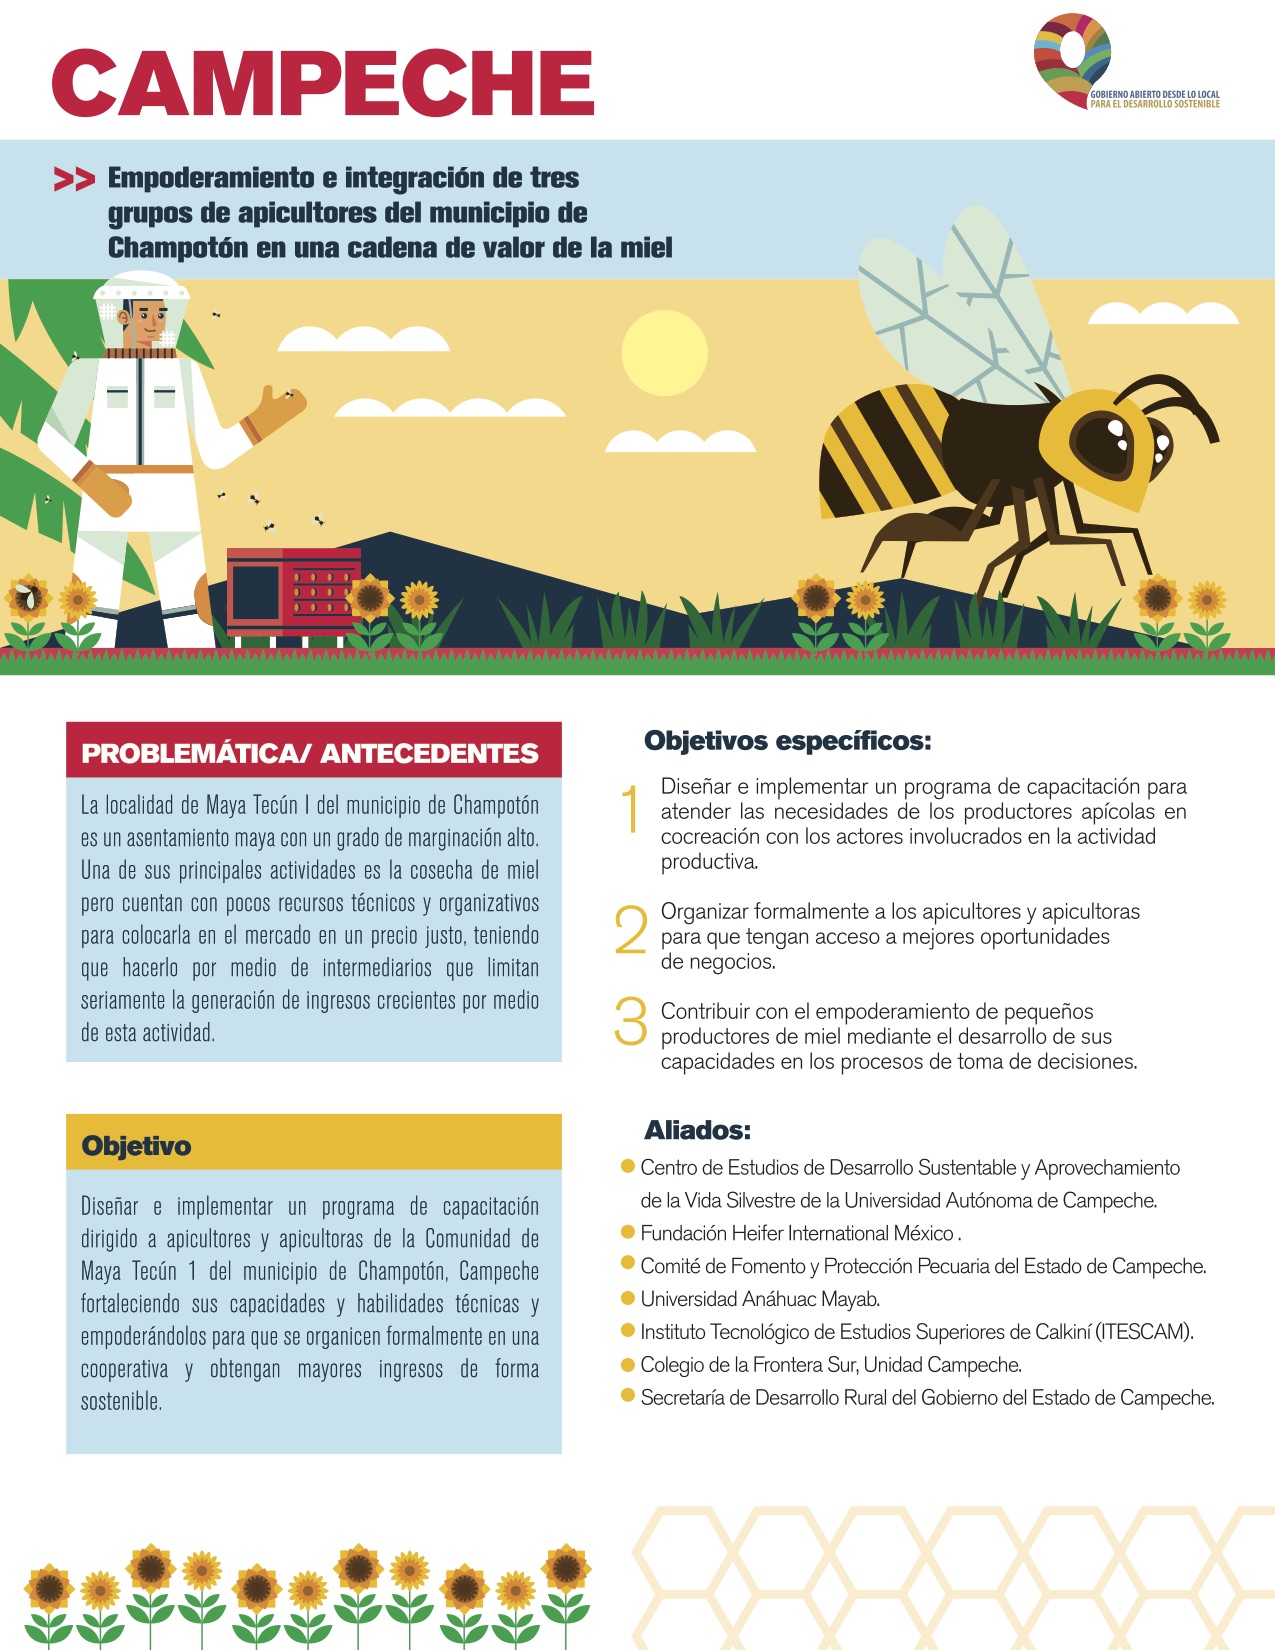 CAMPECHE
GOBIERNO ABIERTO DESDE LO LOCAL
PARA EL DESARROLLO SOSTENIBLE
>> Empoderamiento e integración de tres
grupos de apicultores del municipio de
Champotón en una cadena de valor de la miel
PROBLEMÁTICA/ ANTECEDENTES
La localidad de Maya Tecún I del municipio de Champotón
es un asentamiento maya con un grado de marginación alto.
Una de sus principales actividades es la cosecha de miel
pero cuentan con pocos recursos técnicos y organizativos
para colocarla en el mercado en un precio justo, teniendo
que hacerlo por medio de intermediarios que limitan
seriamente la generación de ingresos crecientes por medio
de esta actividad.
Objetivo
Diseñar e implementar un programa de capacitación
dirigido a apicultores y apicultoras de la Comunidad de
Maya Tecún 1 del municipio de Champotón, Campeche
fortaleciendo sus capacidades y habilidades técnicas y
empoderándolos para que se organicen formalmente en una
cooperativa y obtengan mayores ingresos de forma
sostenible.
Objetivos específicos:
1 Diseñar e implementar un programa de capacitación para
atender las necesidades de los productores apícolas en
cocreación con los actores involucrados en la actividad
productiva.
2 Organizar formalmente a los apicultores y apicultoras
para que tengan acceso a mejores oportunidades
de negocios.
3 Contribuir con el empoderamiento de pequeños
productores de miel mediante el desarrollo de sus
capacidades en los procesos de toma de decisiones.
Aliados:
Centro de Estudios de Desarrollo Sustentable y Aprovechamiento
de la Vida Silvestre de la Universidad Autónoma de Campeche.
Fundación Heifer International México .
Comité de Fomento y Protección Pecuaria del Estado de Campeche.
Universidad Anáhuac Mayab.
Instituto Tecnológico de Estudios Superiores de Calkiní (ITESCAM).
Colegio de la Frontera Sur, Unidad Campeche.
Secretaría de Desarrollo Rural del Gobierno del Estado de Campeche.